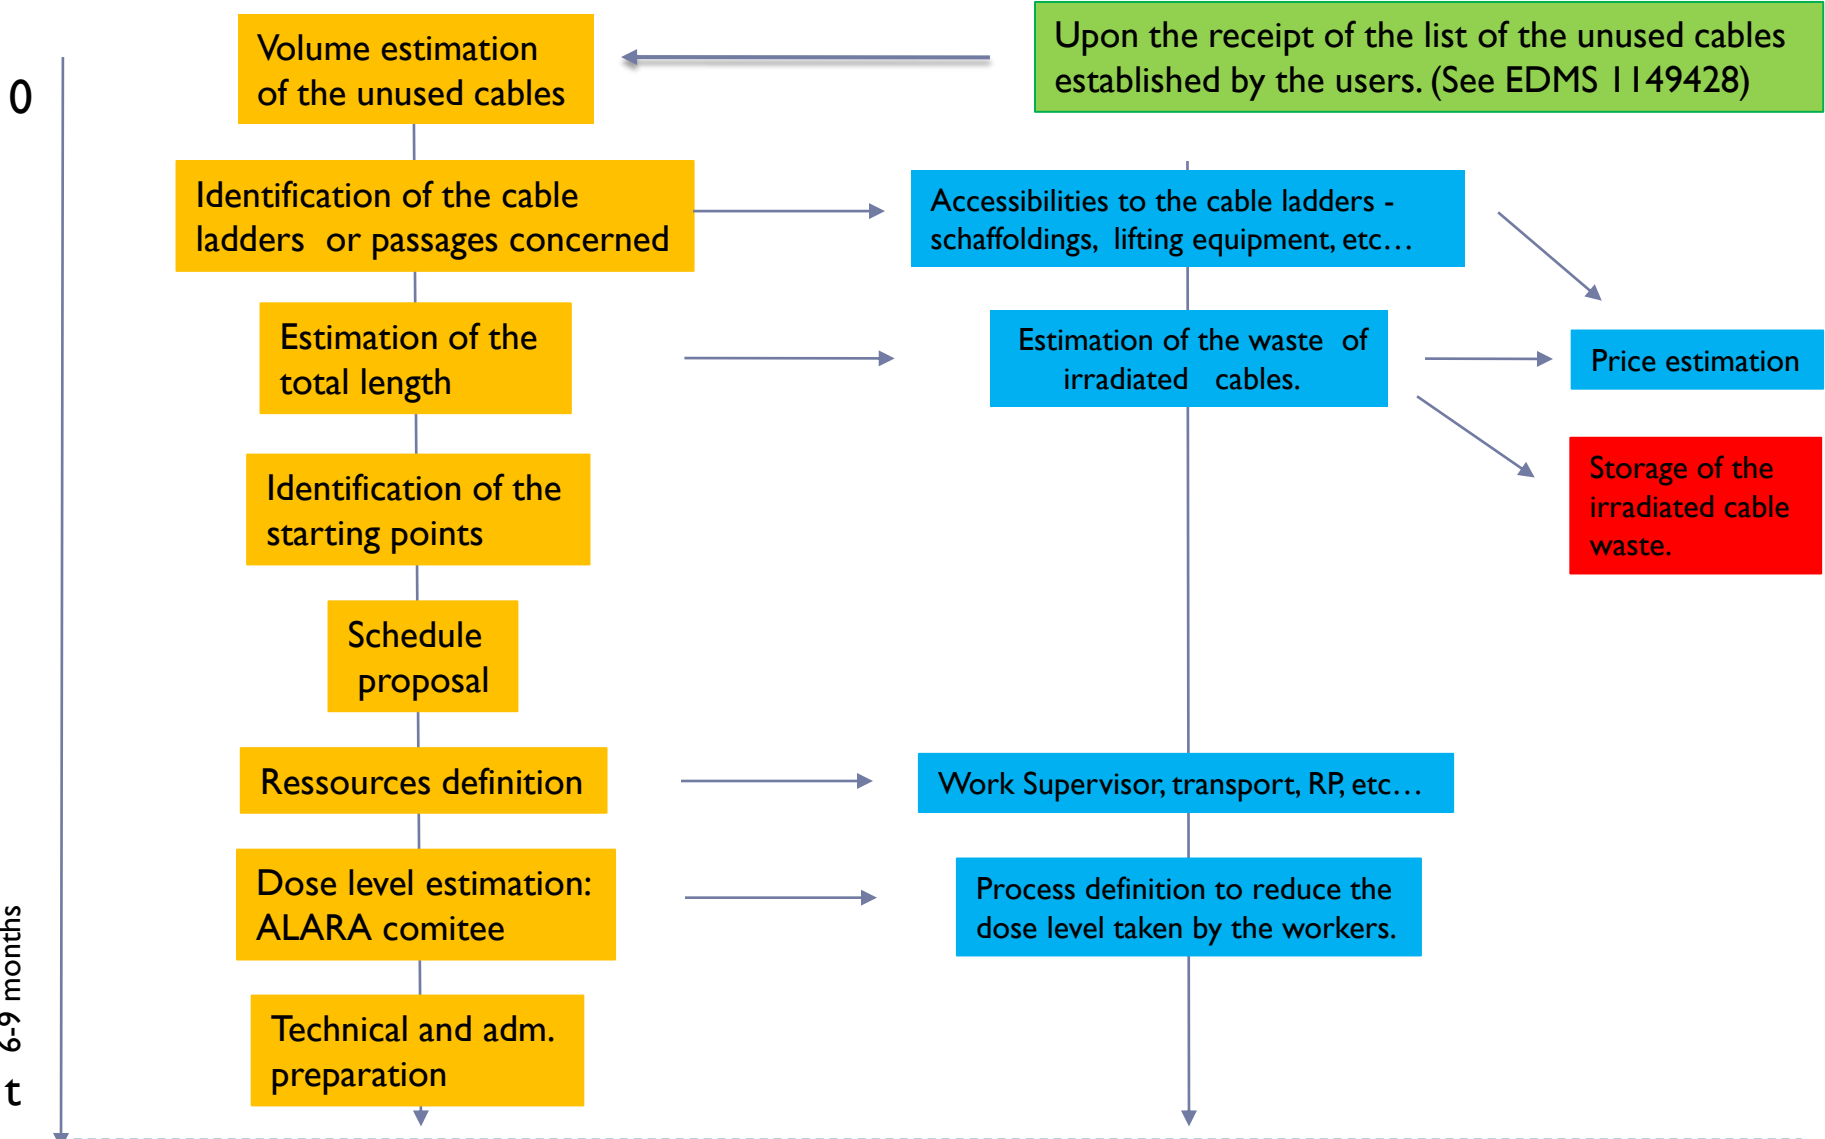 Volume estimation
of the unused cables
Upon the receipt of the list of the unused cables
established by the users. (See EDMS 1149428)
0
Identification of the cable
ladders or passages concerned
Accessibilities to the cable ladders -
schaffoldings, lifting equipment, etc…
Estimation of the
total length
Estimation of the waste of
irradiated cables.
Price estimation
Identification of the
starting points
Storage of the
irradiated cable
waste.
Schedule
proposal
Ressources definition
Work Supervisor, transport, RP, etc…
Dose level estimation:
ALARA comitee
Process definition to reduce the
dose level taken by the workers.
6-9 months
Technical and adm.
preparation
t